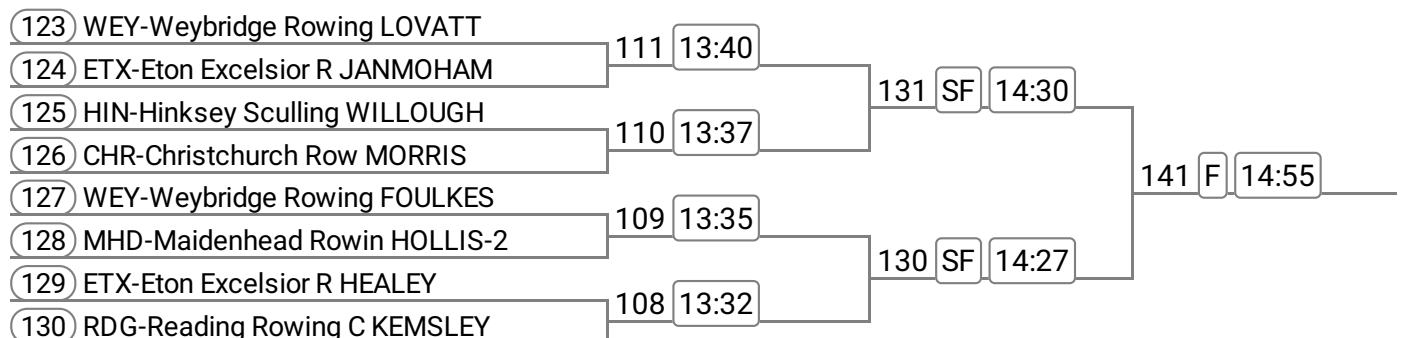 123 WEY-Weybridge Rowing LOVATT
111 13:40
124 ETX-Eton Excelsior R JANMOHAM
131 SF 14:30
125 HIN-Hinksey Sculling WILLOUGH
110 13:37
126 CHR-Christchurch Row MORRIS
141 F 14:55
127 WEY-Weybridge Rowing FOULKES
109 13:35
128 MHD-Maidenhead Rowin HOLLIS-2
130 SF 14:27
129 ETX-Eton Excelsior R HEALEY
108 13:32
130 RDG-Reading Rowing C KEMSLEY